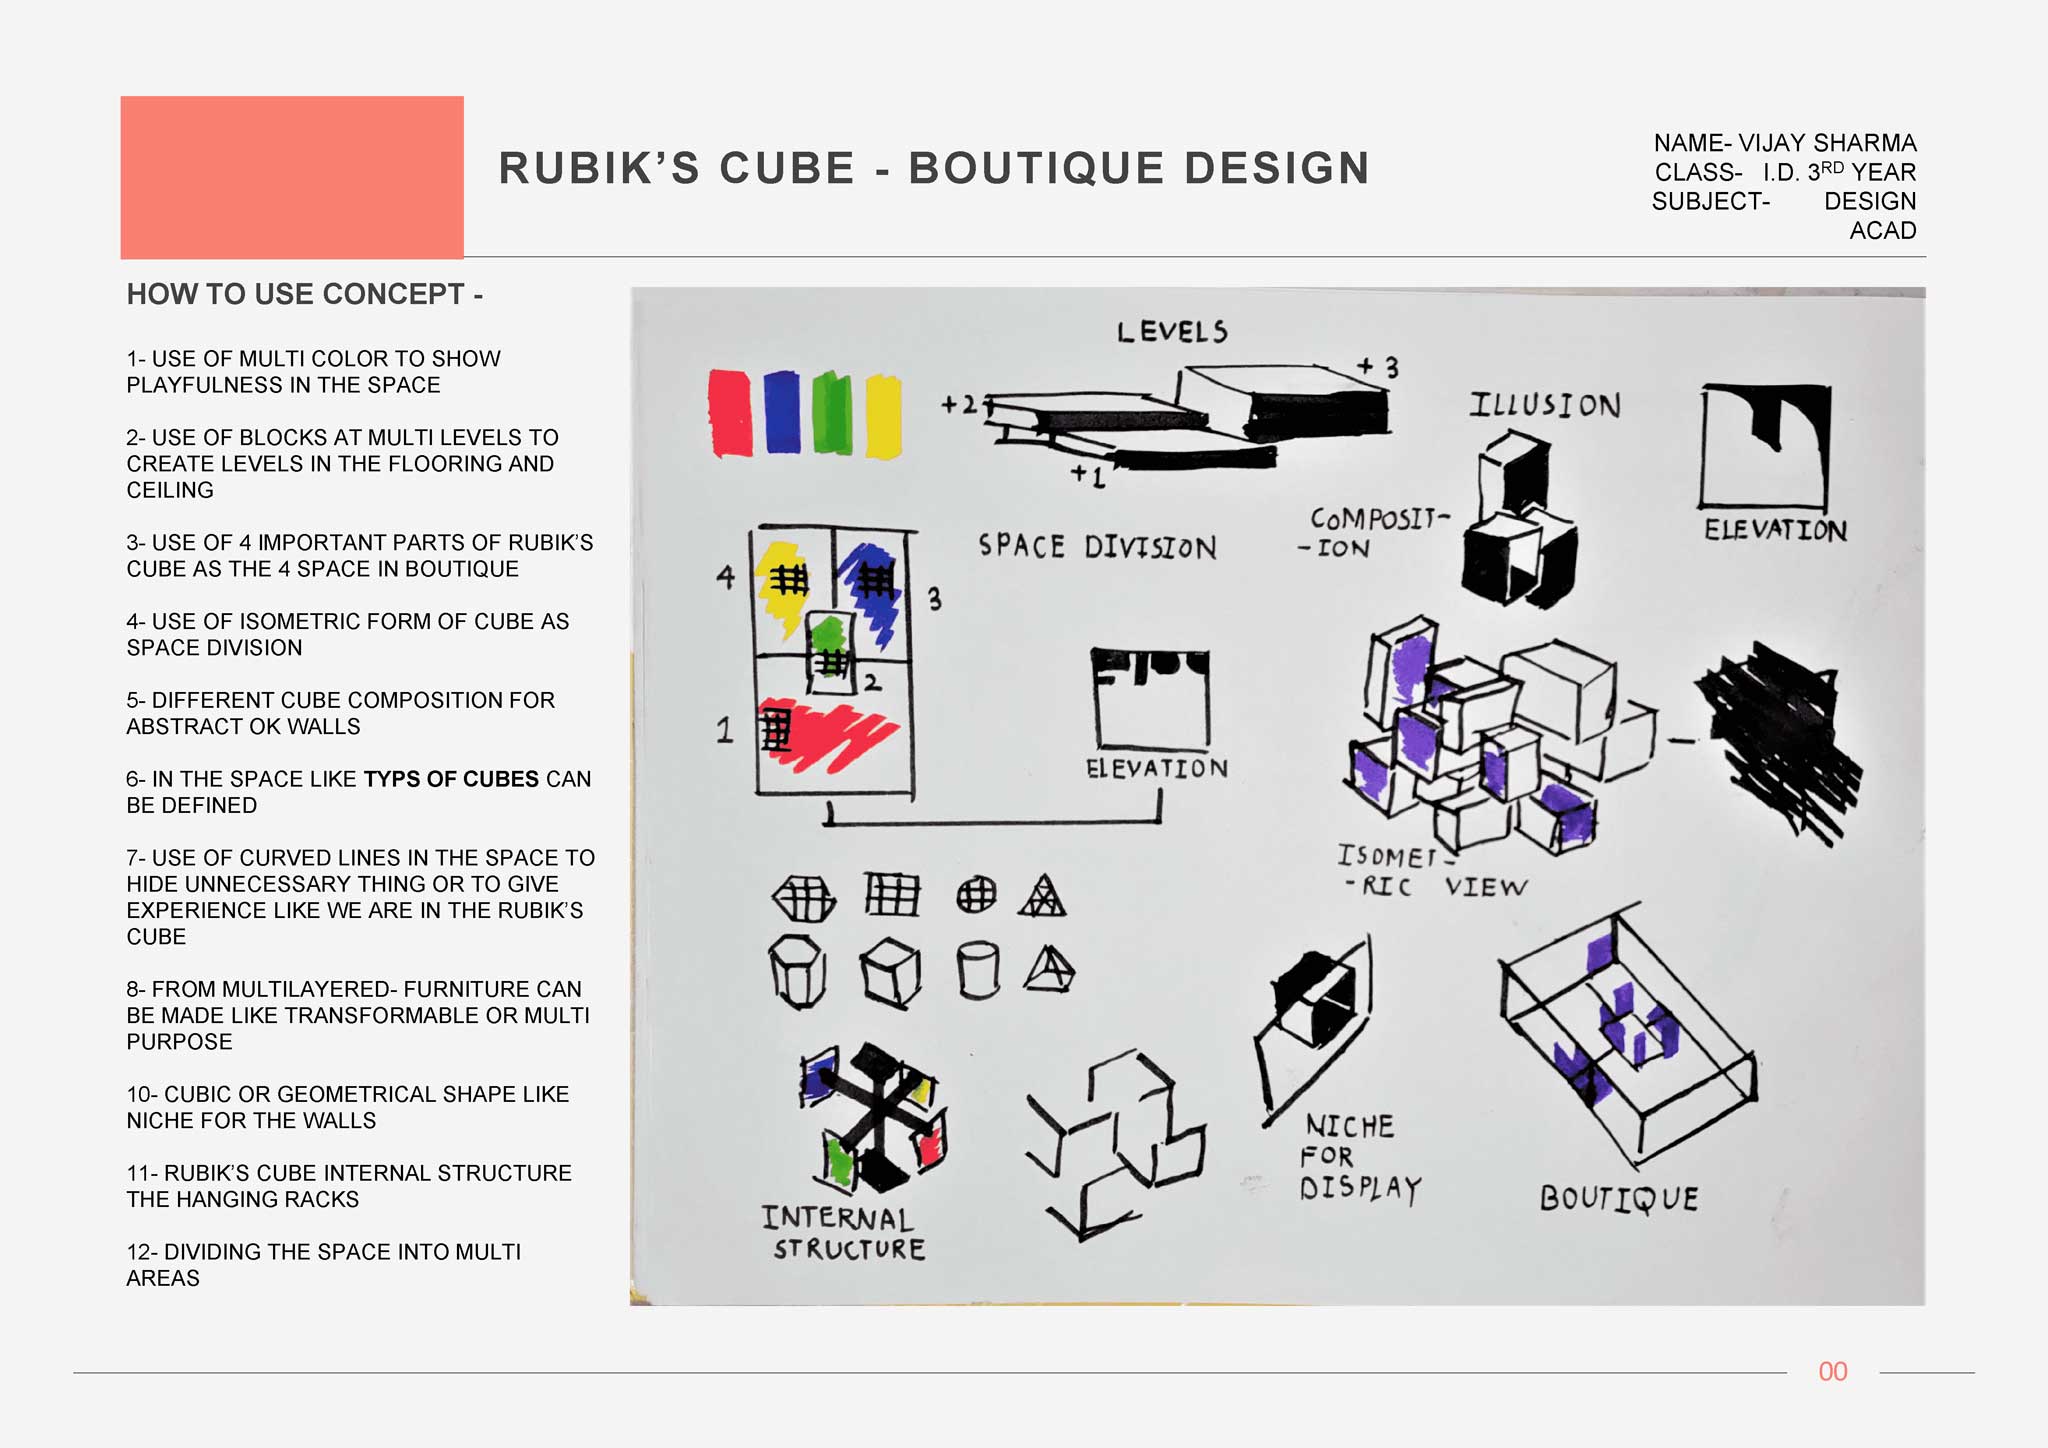 RUBIK’S CUBE - BOUTIQUE DESIGN
NAME- VIJAY SHARMA
CLASS- I.D. 3RD YEAR
SUBJECT- DESIGN
ACAD
HOW TO USE CONCEPT -
1- USE OF MULTI COLOR TO SHOW
PLAYFULNESS IN THE SPACE
2- USE OF BLOCKS AT MULTI LEVELS TO
CREATE LEVELS IN THE FLOORING AND
CEILING
3- USE OF 4 IMPORTANT PARTS OF RUBIK’S
CUBE AS THE 4 SPACE IN BOUTIQUE
4- USE OF ISOMETRIC FORM OF CUBE AS
SPACE DIVISION
5- DIFFERENT CUBE COMPOSITION FOR
ABSTRACT OK WALLS
6- IN THE SPACE LIKE TYPS OF CUBES CAN
BE DEFINED
7- USE OF CURVED LINES IN THE SPACE TO
HIDE UNNECESSARY THING OR TO GIVE
EXPERIENCE LIKE WE ARE IN THE RUBIK’S
CUBE
8- FROM MULTILAYERED- FURNITURE CAN
BE MADE LIKE TRANSFORMABLE OR MULTI
PURPOSE
10- CUBIC OR GEOMETRICAL SHAPE LIKE
NICHE FOR THE WALLS
11- RUBIK’S CUBE INTERNAL STRUCTURE
THE HANGING RACKS
12- DIVIDING THE SPACE INTO MULTI
AREAS
LEVELS
+3
+2
+1
ILLUSION
COMPOSIT-
-ION
ELEVATION
SPACE DIVISION
4
3
2
1
ELEVATION
ISOMET-
-RIC VIEW
INTERNAL
STRUCTURE
NICHE
FOR
DISPLAY
BOUTIQUE
00